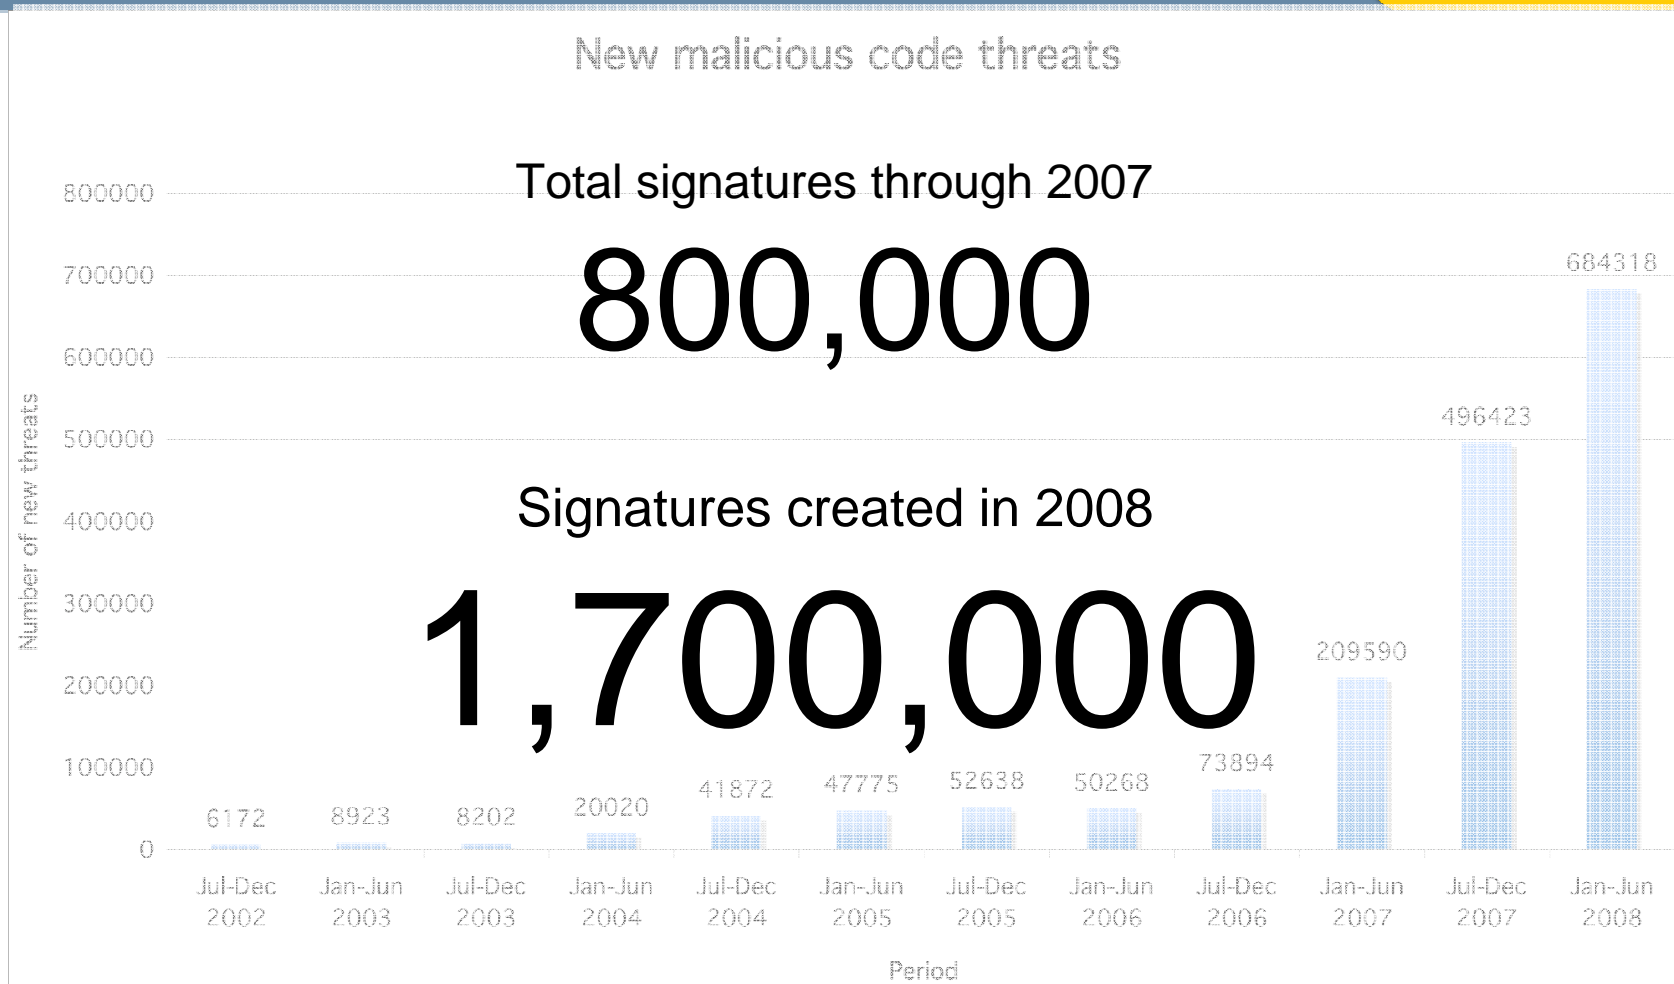 New malicious code threats
Total signatures through 2007
800,000
Signatures created in 2008
1,700,000
Number of new threats
800000
700000
600000
500000
400000
300000
200000
100000
0
6172
8923
8202
20020
41872
47775
52638
50268
73894
209590
496423
684318
Jul-Dec 2002
Jan-Jun 2003
Jul-Dec 2003
Jan-Jun 2004
Jul-Dec 2004
Jan-Jun 2005
Jul-Dec 2005
Jan-Jun 2006
Jul-Dec 2006
Jan-Jun 2007
Jul-Dec 2007
Jan-Jun 2008
Period